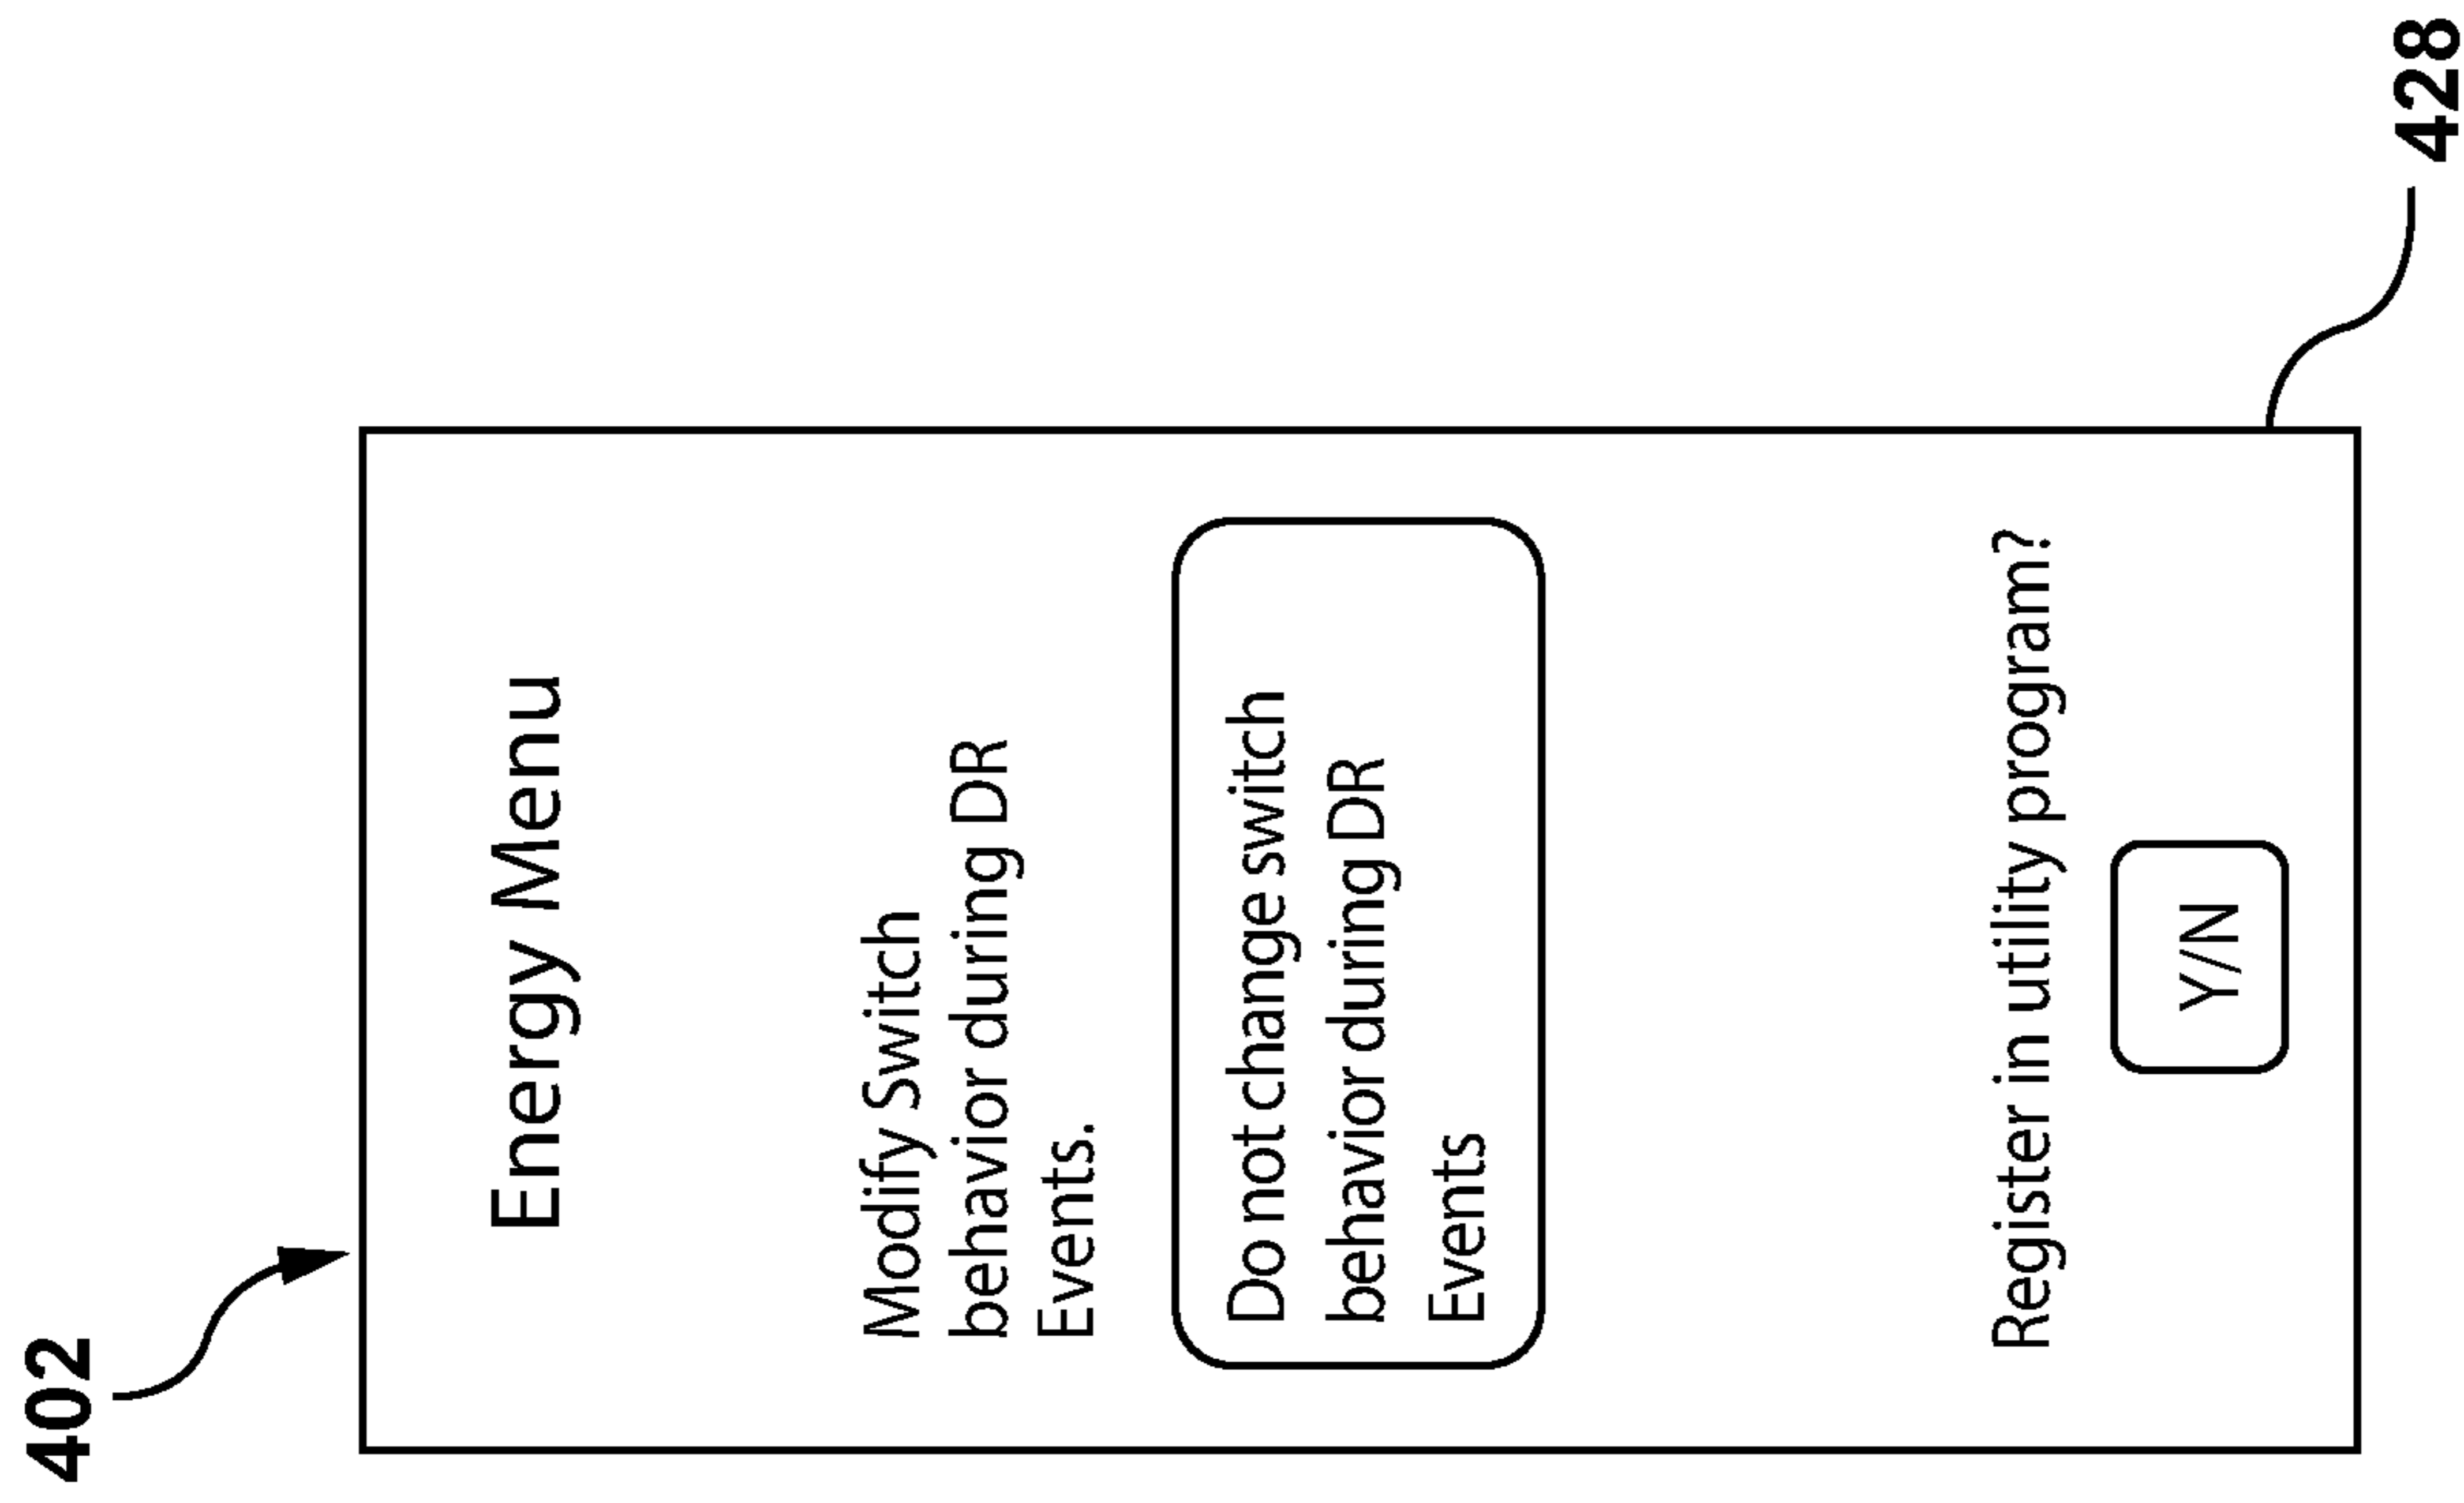 402
Energy Menu
Modify Switch
behavior during DR
Events.
Do not change switch
behavior during DR
Events
Register in utility program?
Y/N
428